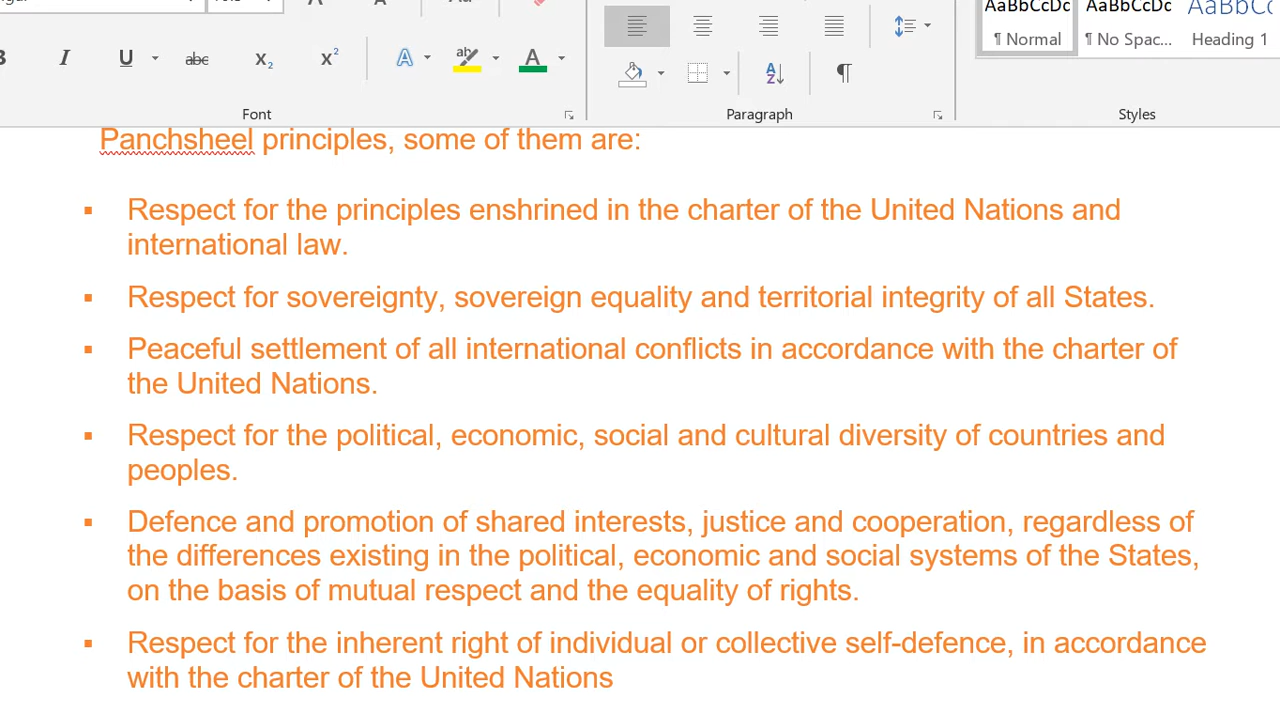 I U abc X₂ X² A ab A
Font Paragraph Styles
AaBbCcDc AaBbCcDc
¶ Normal ¶ No Spac... Heading 1
Panchsheel principles, some of them are:
▪ Respect for the principles enshrined in the charter of the United Nations and
international law.
▪ Respect for sovereignty, sovereign equality and territorial integrity of all States.
▪ Peaceful settlement of all international conflicts in accordance with the charter of
the United Nations.
▪ Respect for the political, economic, social and cultural diversity of countries and
peoples.
▪ Defence and promotion of shared interests, justice and cooperation, regardless of
the differences existing in the political, economic and social systems of the States,
on the basis of mutual respect and the equality of rights.
▪ Respect for the inherent right of individual or collective self-defence, in accordance
with the charter of the United Nations